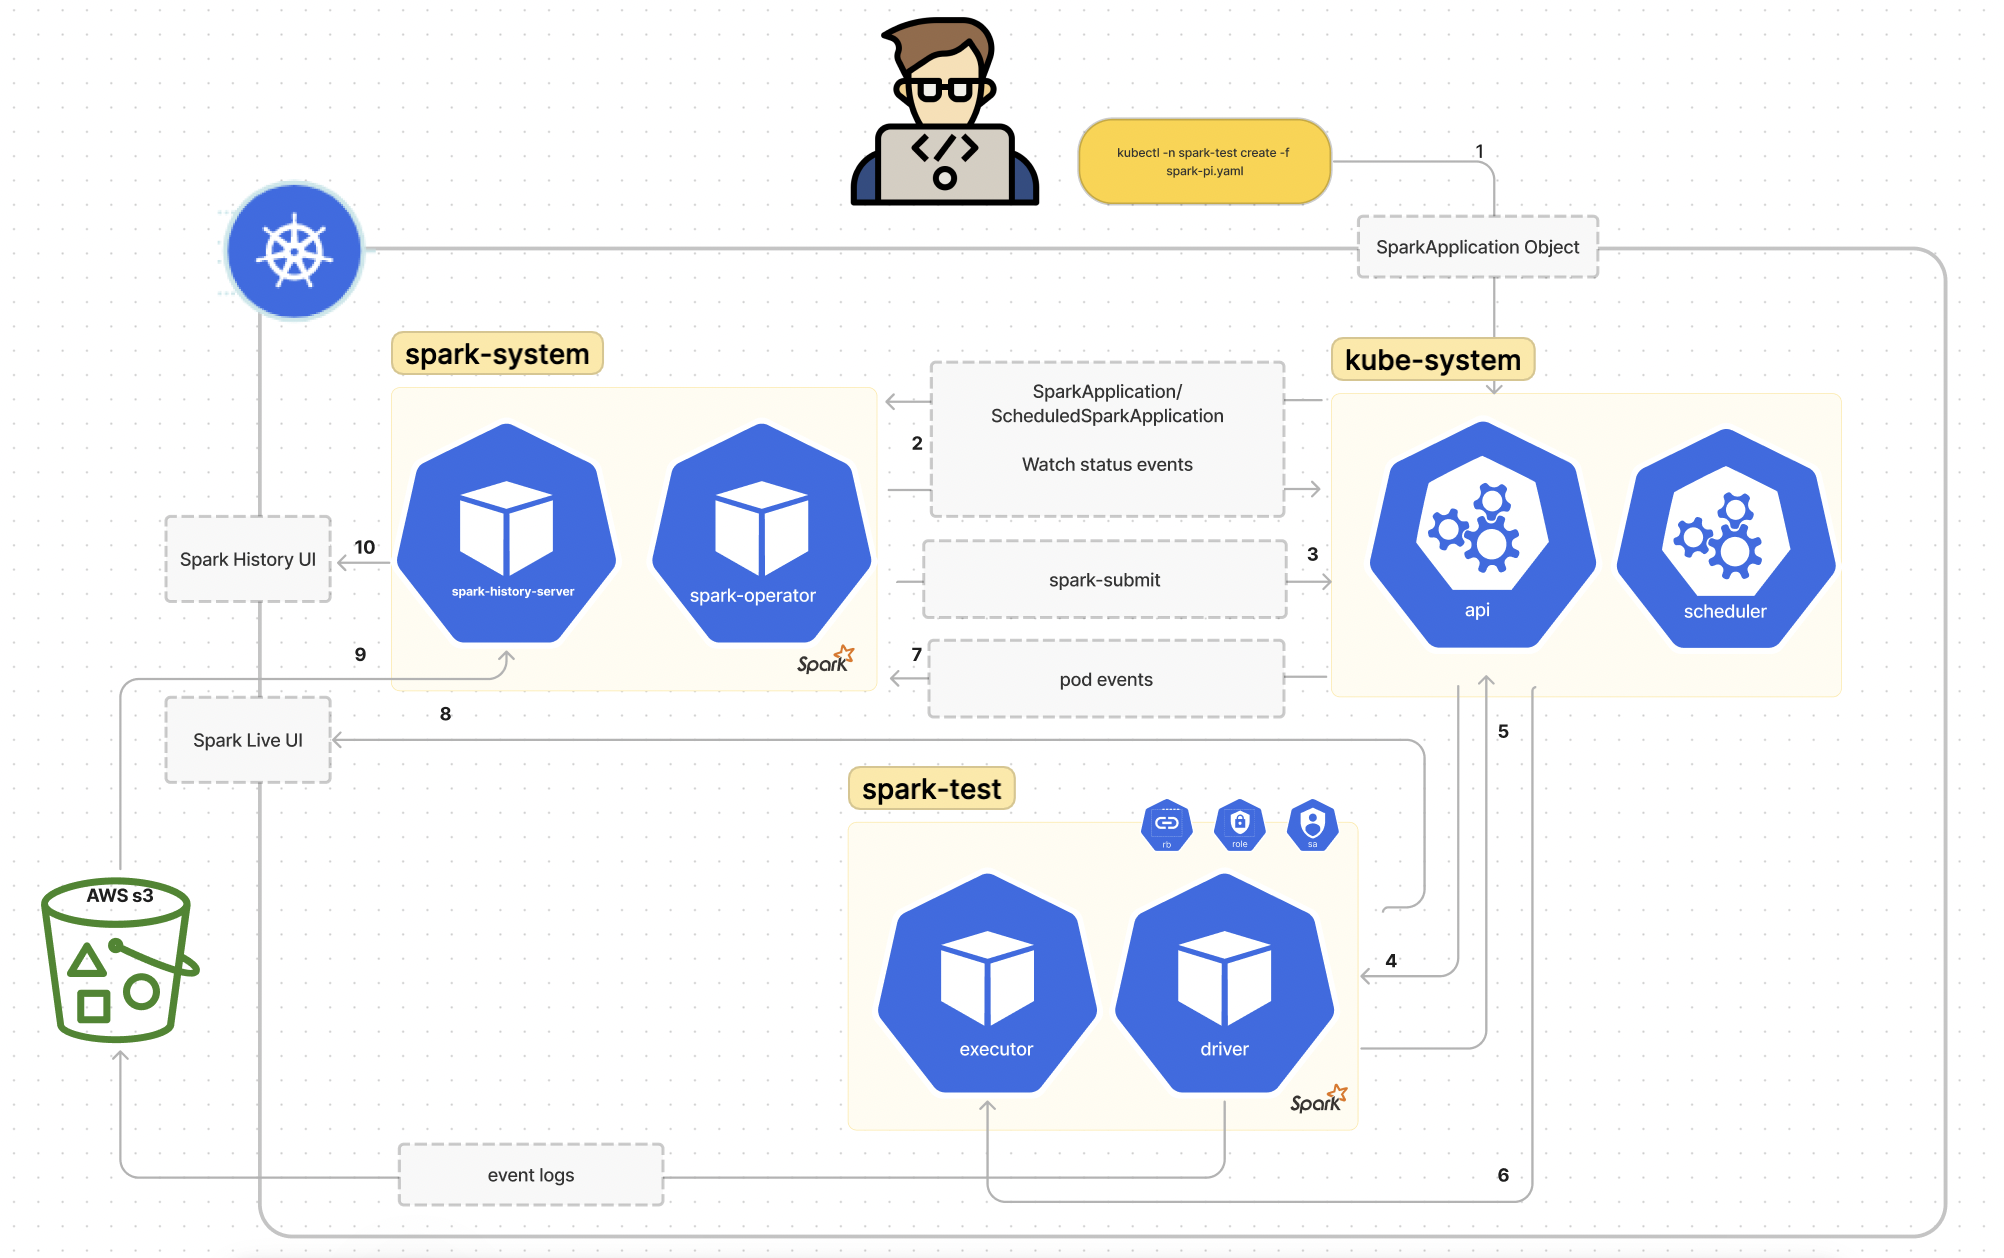 kubectl -n spark-test create -f
spark-pi.yaml
1
SparkApplication Object
spark-system
kube-system
SparkApplication/
ScheduledSparkApplication
2
Watch status events
Spark History UI
10
spark-history-server
spark-operator
spark-submit
3
api
scheduler
9
Spark
7
pod events
8
5
Spark Live UI
spark-test
rb
role
sa
AWS s3
4
executor
driver
Spark
event logs
6